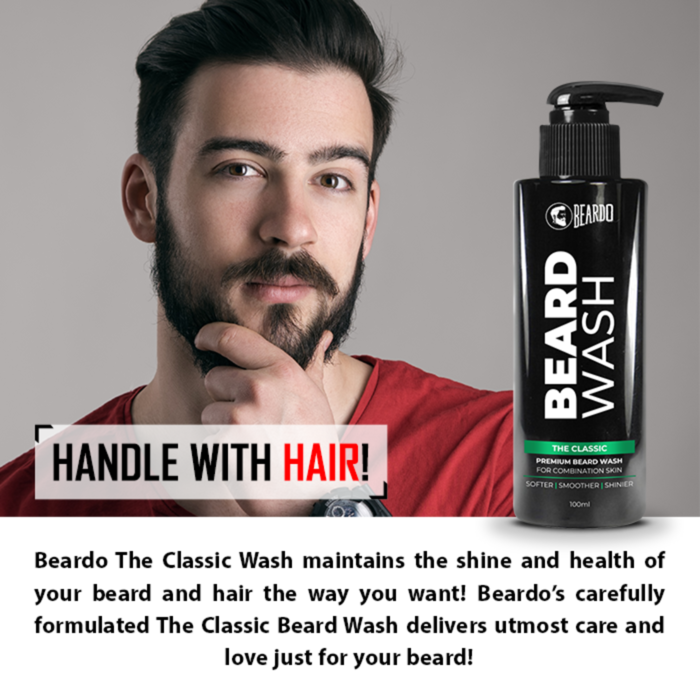 BEARDO
BEARD
WASH
THE CLASSIC
PREMIUM BEARD WASH
FOR COMBINATION SKIN
SOFTER | SMOOTHER | SHINIER
100ml
HANDLE WITH HAIR!
Beardo The Classic Wash maintains the shine and health of
your beard and hair the way you want! Beardo’s carefully
formulated The Classic Beard Wash delivers utmost care and
love just for your beard!